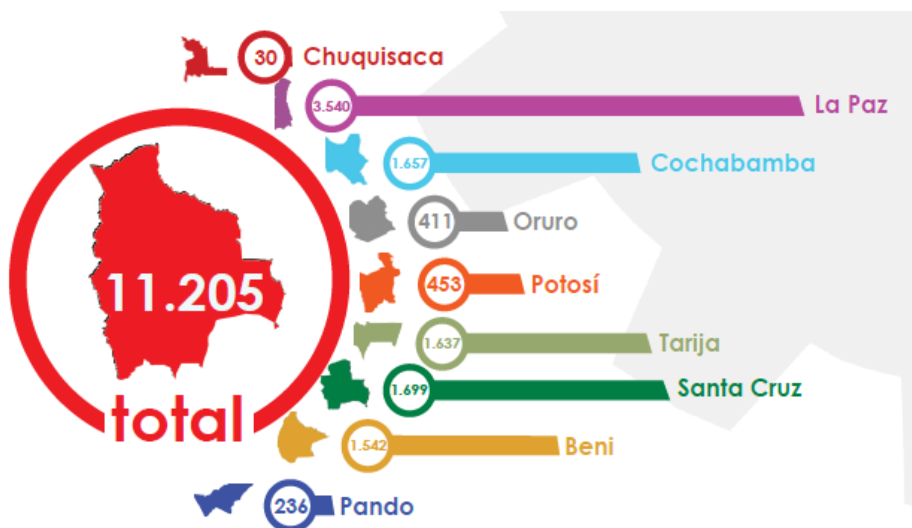 30 Chuquisaca
3.540 La Paz
1.657 Cochabamba
411 Oruro
453 Potosí
1.637 Tarija
1.699 Santa Cruz
1.542 Beni
236 Pando
11.205
total